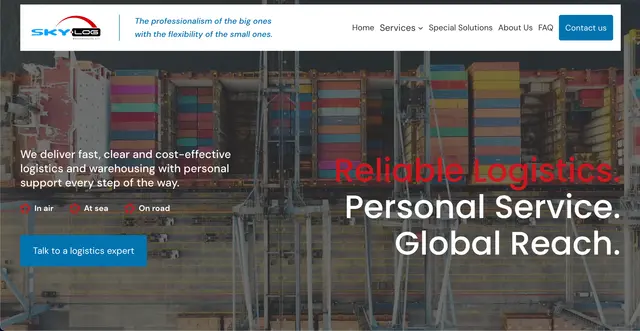 SKY LOG
The professionalism of the big ones
with the flexibility of the small ones.
Home Services Special Solutions About Us FAQ Contact us
We deliver fast, clear and cost-effective
logistics and warehousing with personal
support every step of the way.
In air At sea On road
Talk to a logistics expert
Reliable Logistics.
Personal Service.
Global Reach.